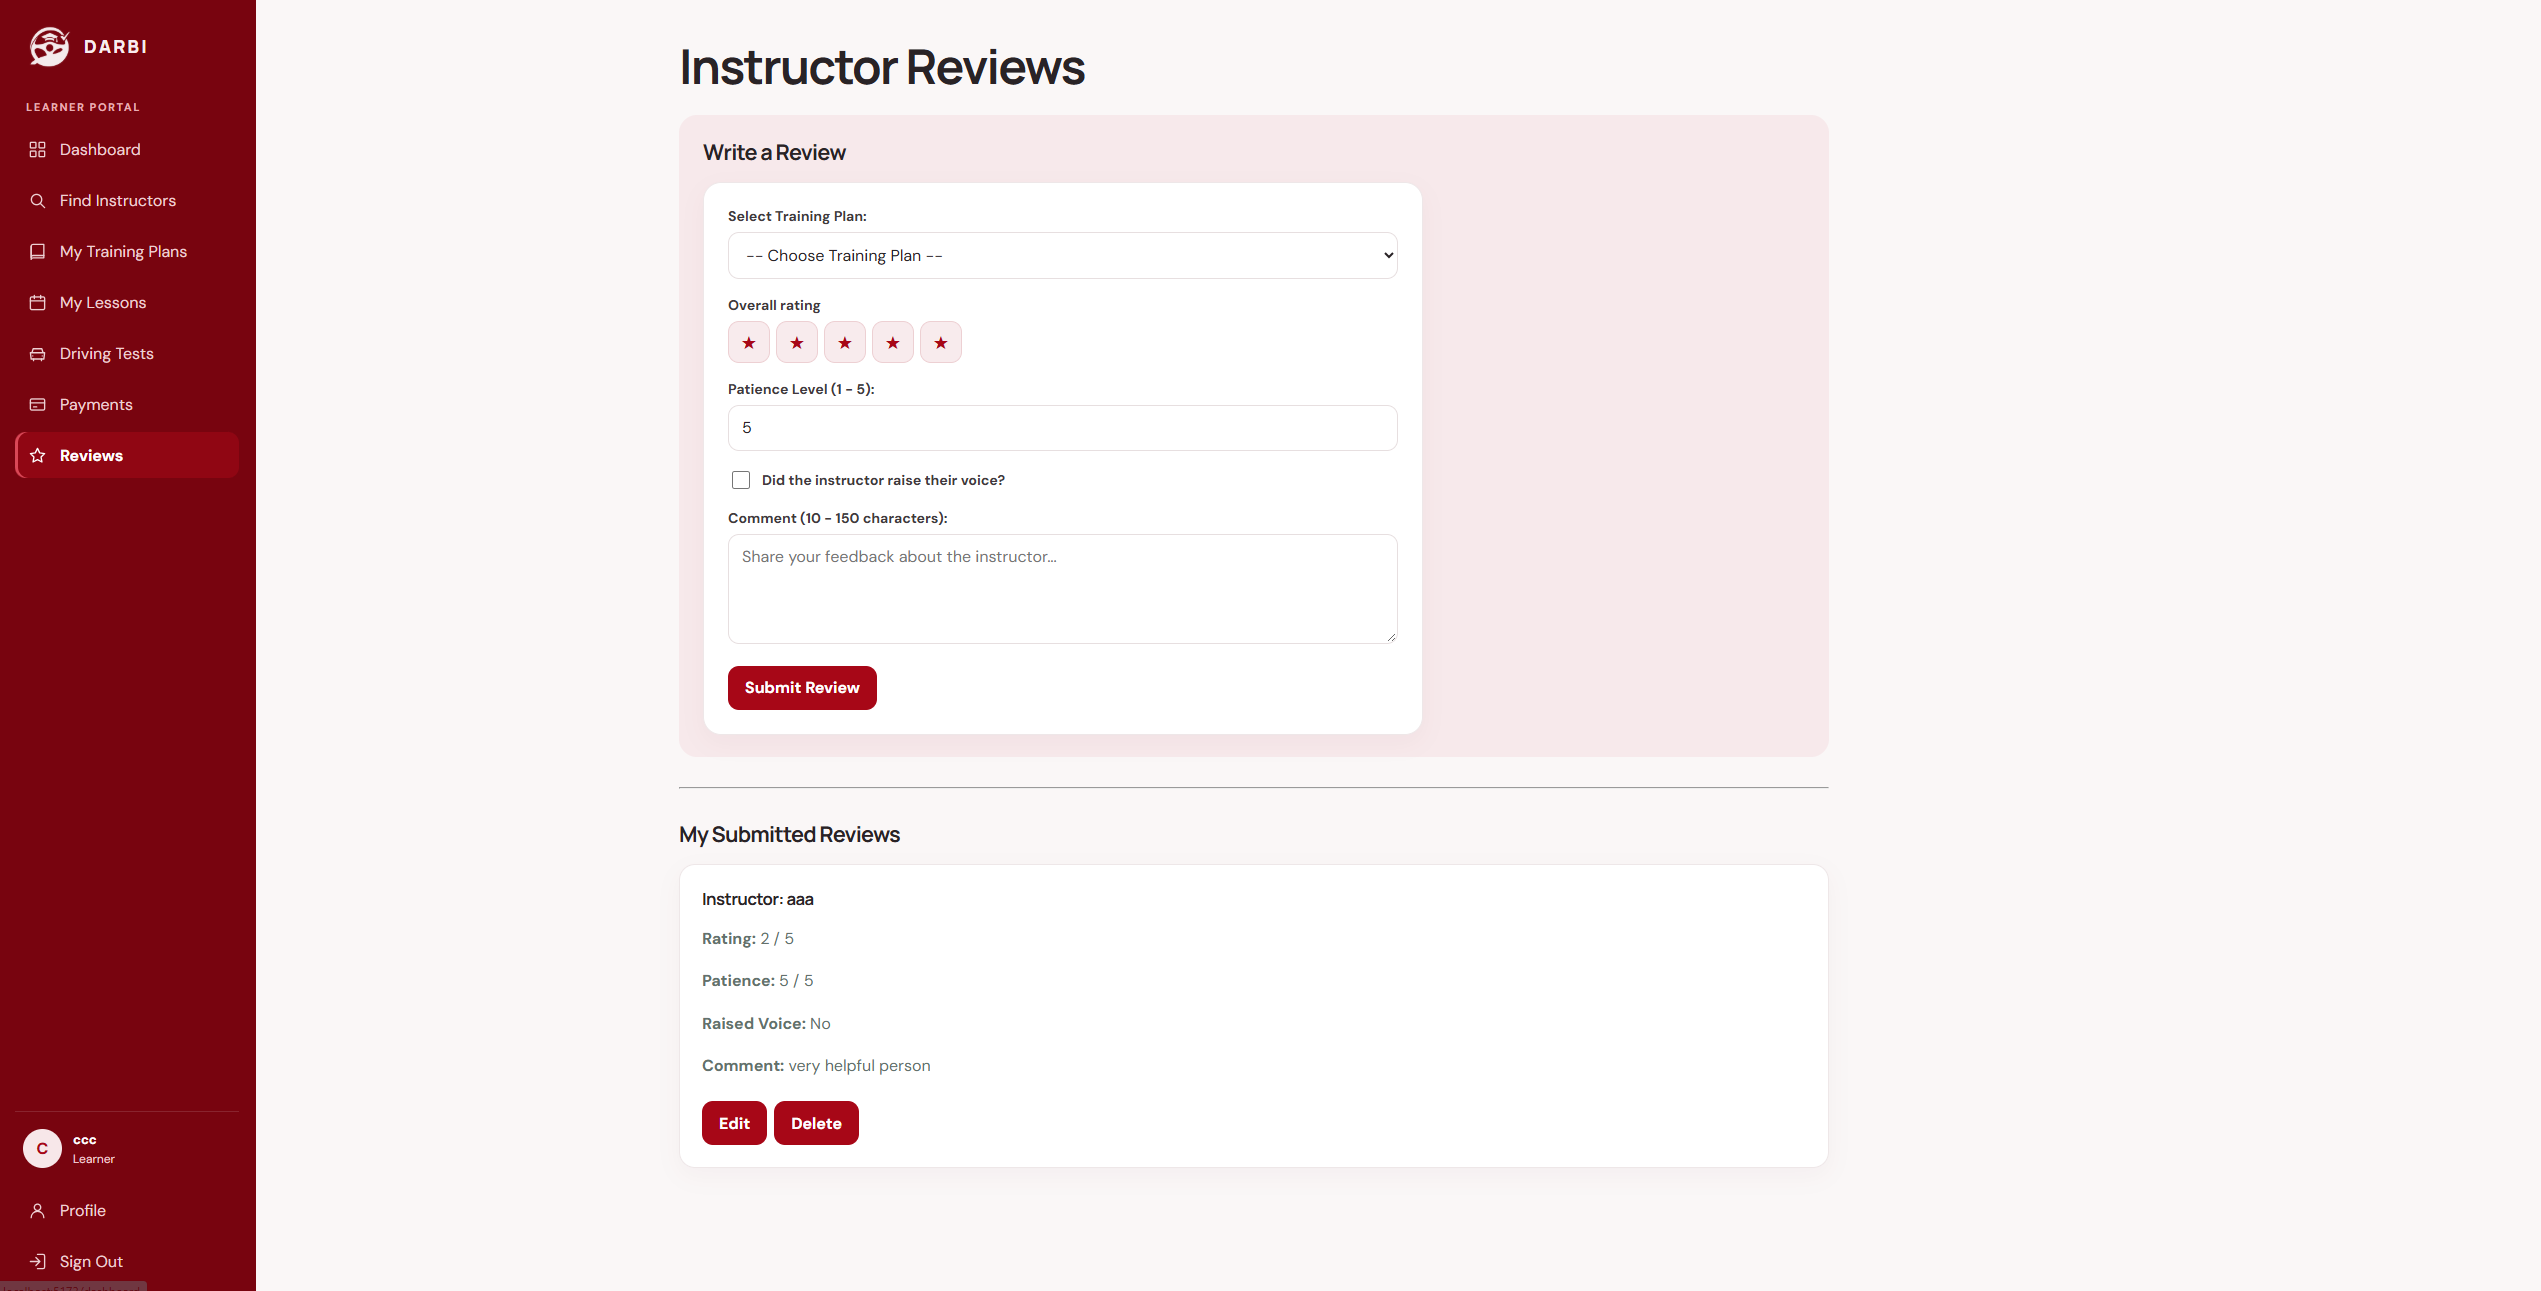 DARBI
LEARNER PORTAL
Dashboard
Find Instructors
My Training Plans
My Lessons
Driving Tests
Payments
Reviews
C
ccc
Learner
Profile
Sign Out
Instructor Reviews
Write a Review
Select Training Plan:
-- Choose Training Plan --
Overall rating
★ ★ ★ ★ ★
Patience Level (1 - 5):
5
Did the instructor raise their voice?
Comment (10 - 150 characters):
Share your feedback about the instructor...
Submit Review
My Submitted Reviews
Instructor: aaa
Rating: 2 / 5
Patience: 5 / 5
Raised Voice: No
Comment: very helpful person
Edit Delete